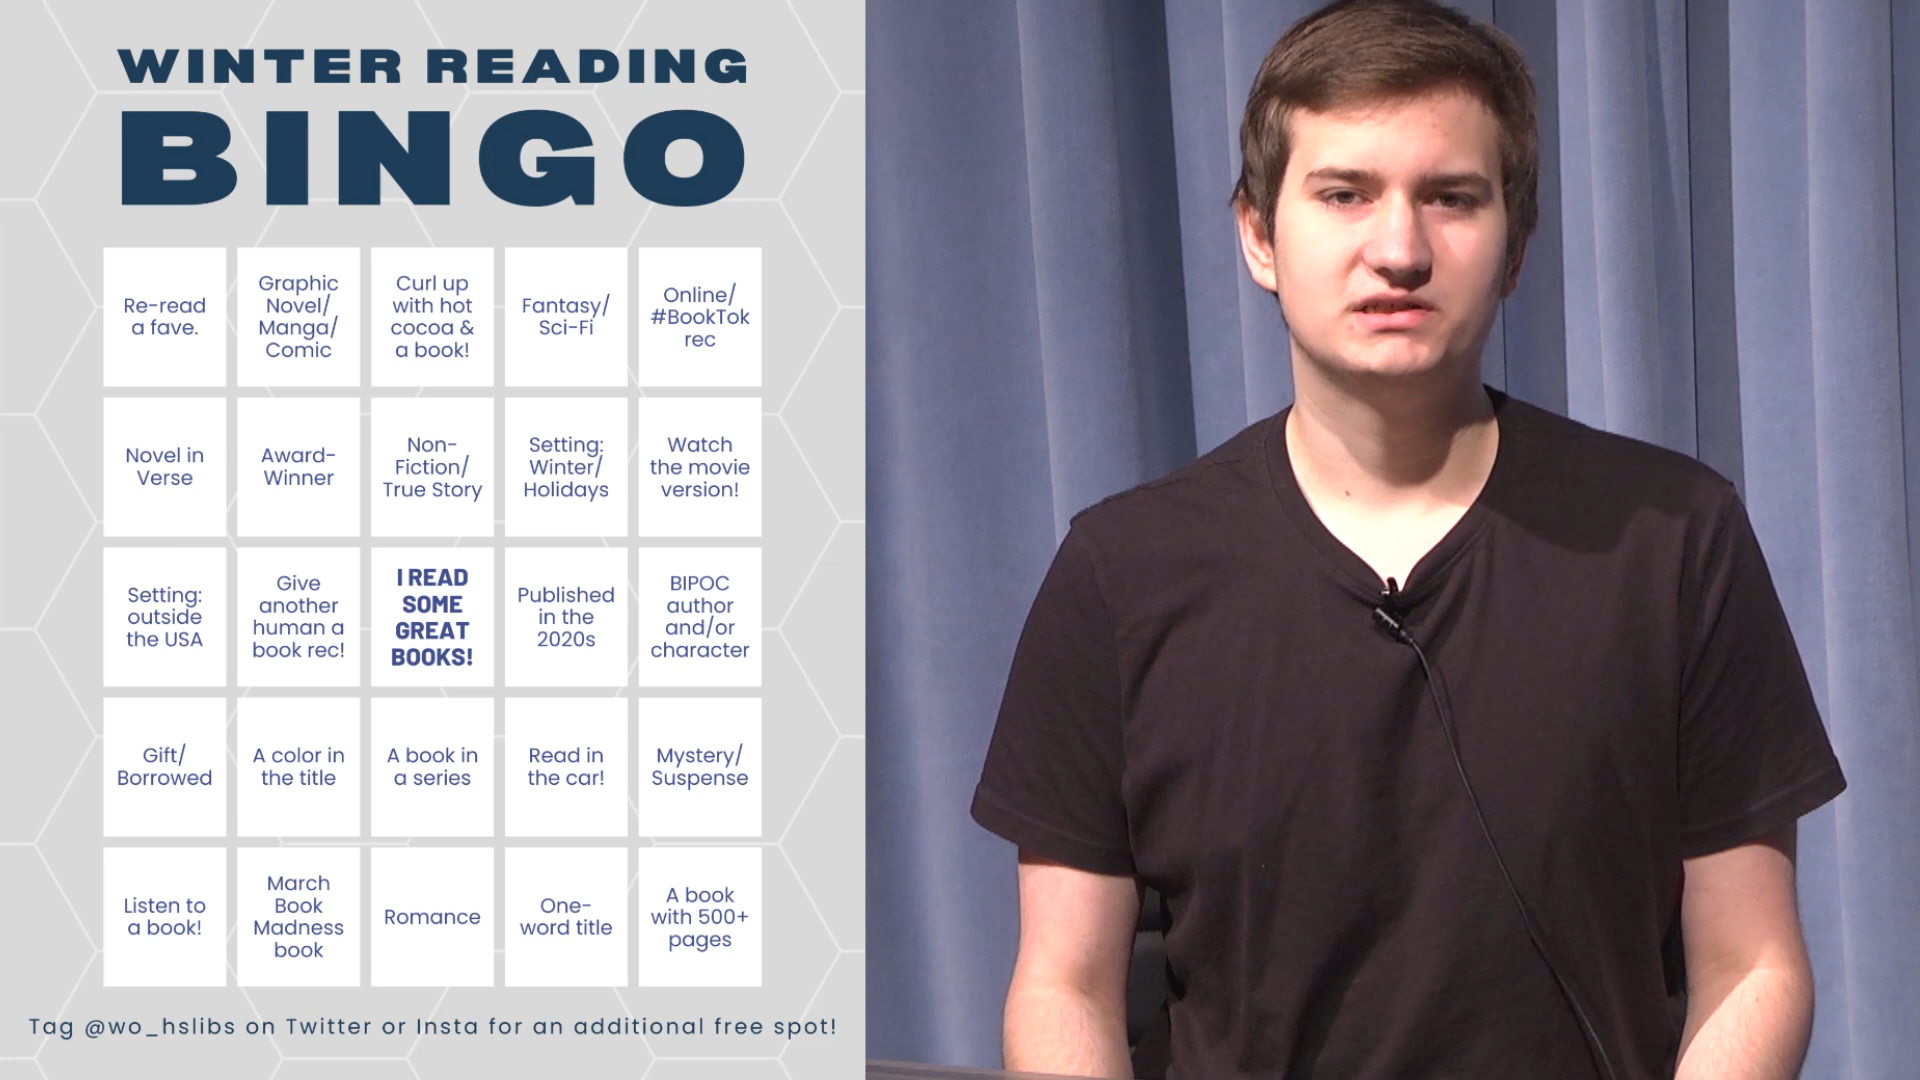 WINTER READING
BINGO
Re-read
a fave.
Graphic
Novel/
Manga/
Comic
Curl up
with hot
cocoa &
a book!
Fantasy/
Sci-Fi
Online/
#BookTok
rec
Novel in
Verse
Award-
Winner
Non-
Fiction/
True Story
Setting:
Winter/
Holidays
Watch
the movie
version!
Setting:
outside
the USA
Give
another
human a
book rec!
I READ
SOME
GREAT
BOOKS!
Published
in the
2020s
BIPOC
author
and/or
character
Gift/
Borrowed
A color in
the title
A book in
a series
Read in
the car!
Mystery/
Suspense
Listen to
a book!
March
Book
Madness
book
Romance
One-
word title
A book
with 500+
pages
Tag @wo_hslibs on Twitter or Insta for an additional free spot!